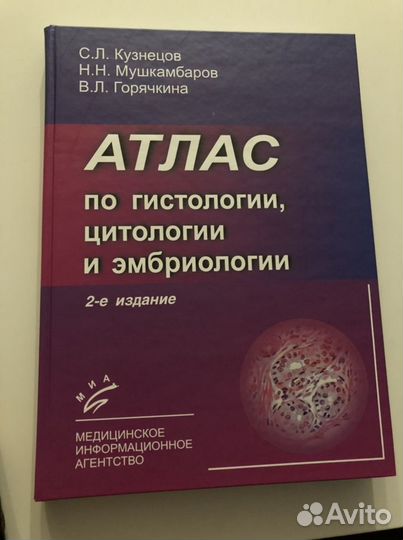 С.Л. Кузнецов
Н.Н. Мушкамбаров
В.Л. Горячкина
АТЛАС
по гистологии,
цитологии
и эмбриологии
2-е издание
МИА
МЕДИЦИНСКОЕ
ИНФОРМАЦИОННОЕ
АГЕНТСТВО
Avito